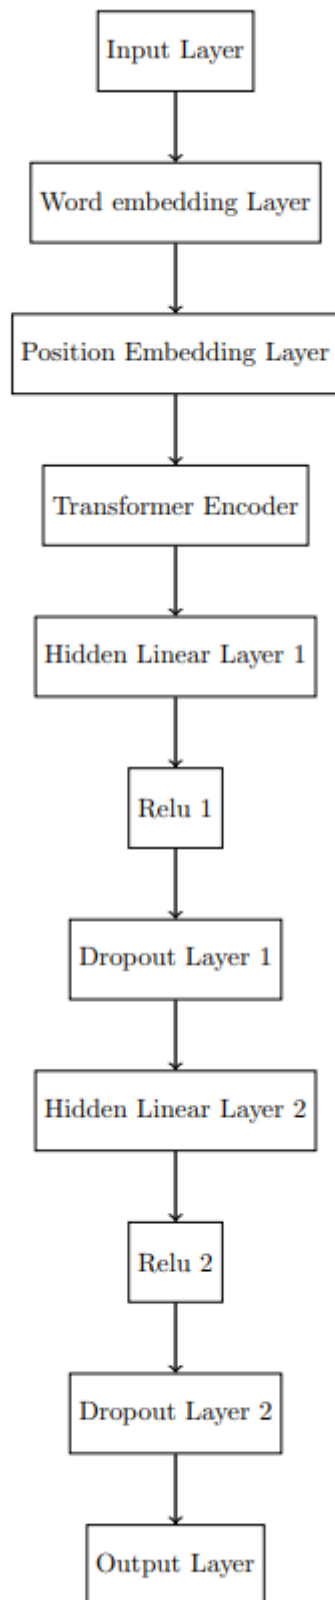 Input Layer
Word embedding Layer
Position Embedding Layer
Transformer Encoder
Hidden Linear Layer 1
Relu 1
Dropout Layer 1
Hidden Linear Layer 2
Relu 2
Dropout Layer 2
Output Layer